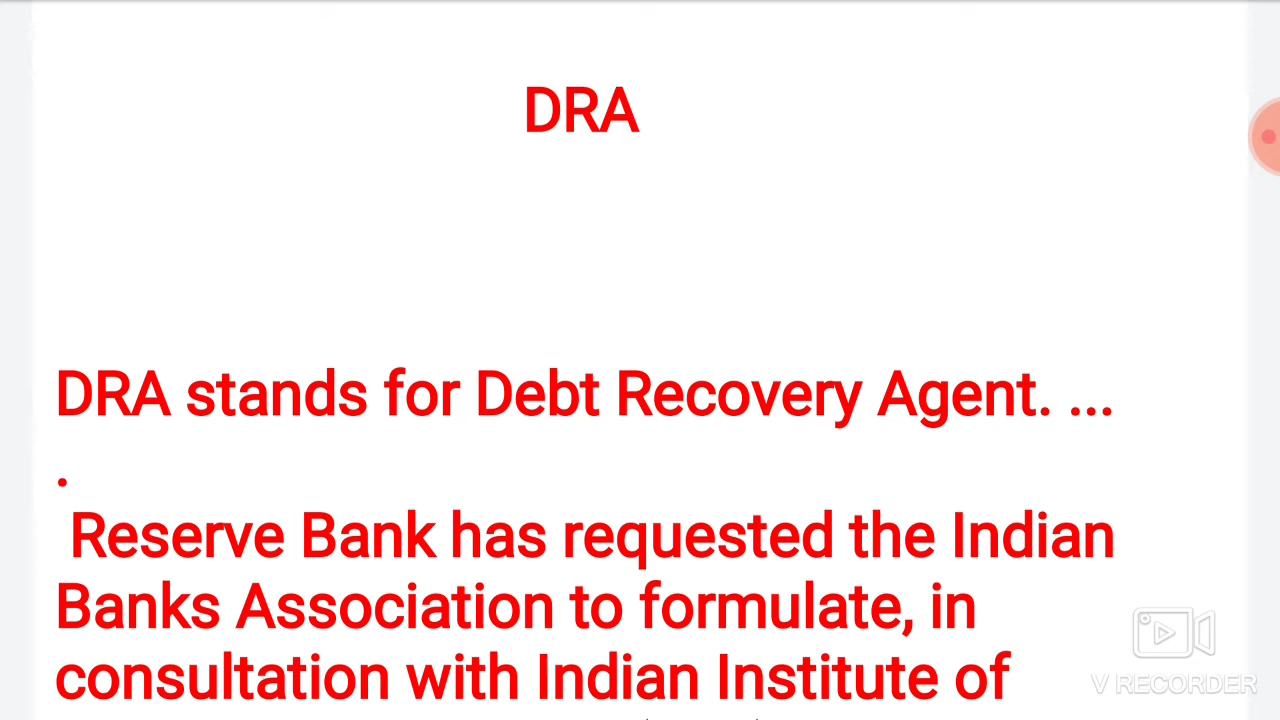 DRA
DRA stands for Debt Recovery Agent. ...
.
Reserve Bank has requested the Indian
Banks Association to formulate, in
consultation with Indian Institute of
V RECORDER